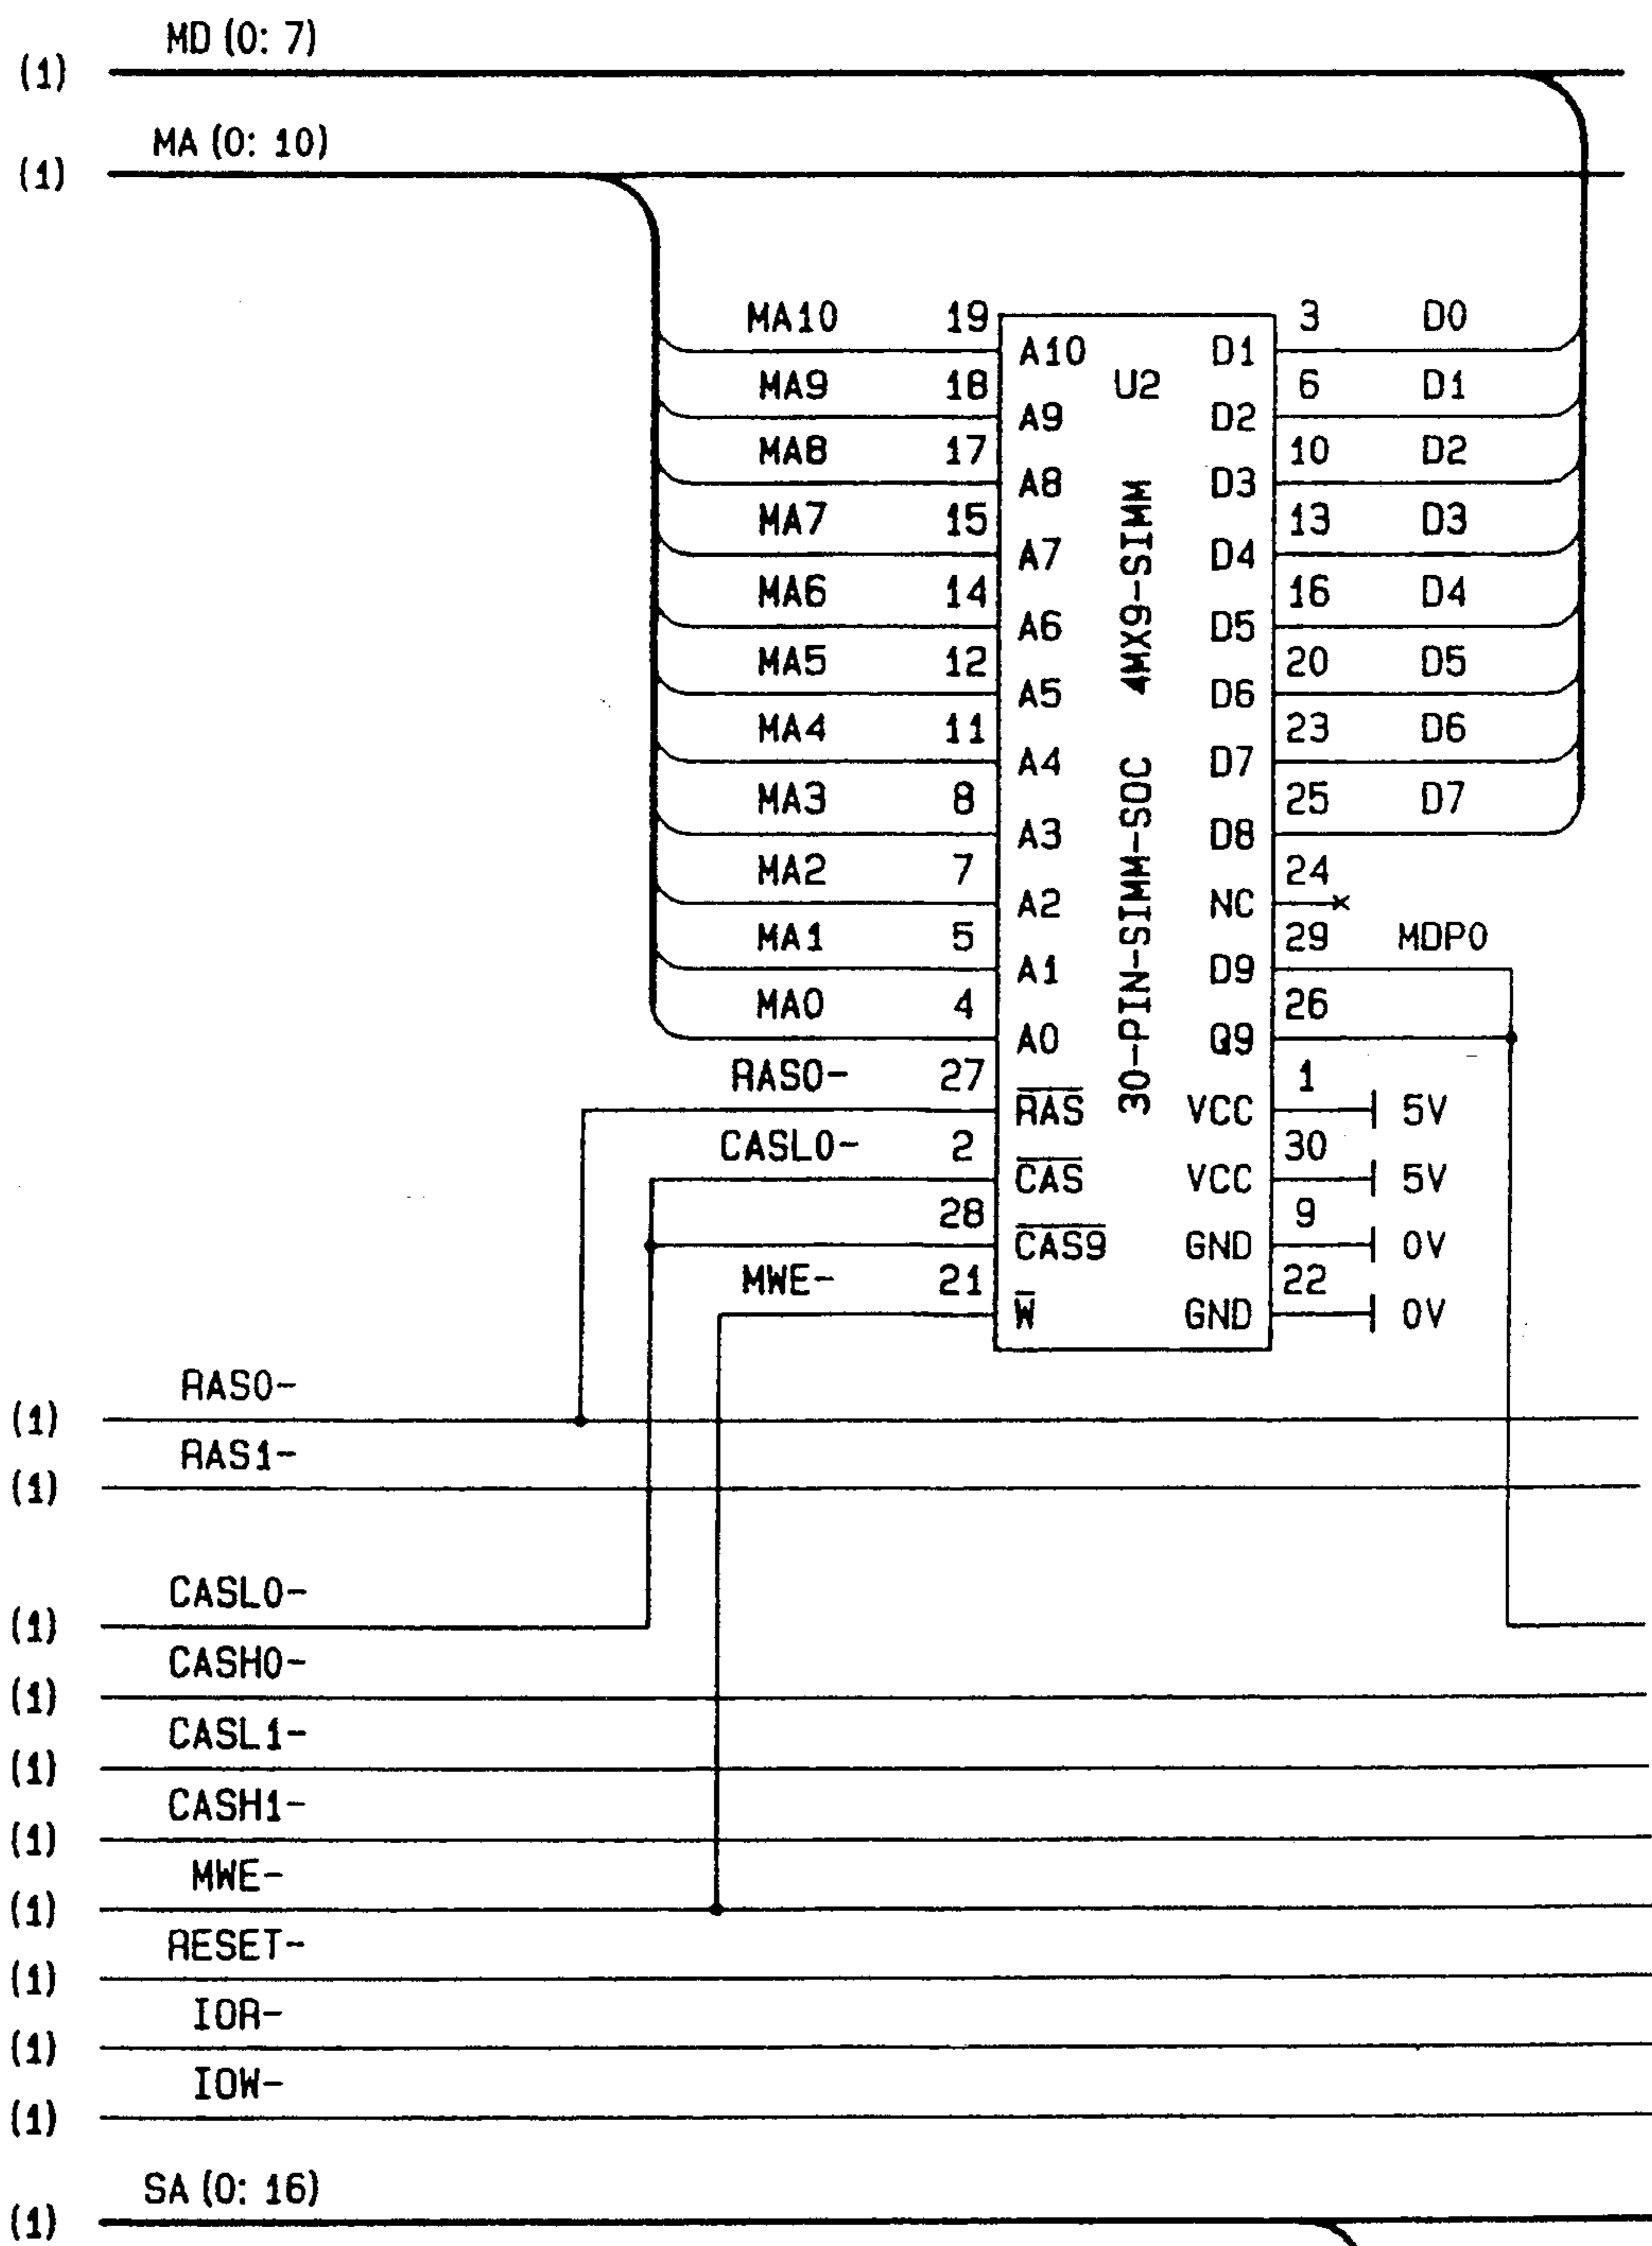 MD (0: 7)
(1)
MA (0: 10)
(1)
MA10 19 A10 D1 3 D0
U2
MA9 18 A9 D2 6 D1
MA8 17 A8 D3 10 D2
MA7 15 A7 D4 13 D3
MA6 14 A6 D5 16 D4
MA5 12 A5 D6 20 D5
MA4 11 A4 D7 23 D6
MA3 8 A3 D8 25 D7
MA2 7 A2 NC 24
MA1 5 A1 D9 29 MDP0
MA0 4 A0 Q9 26
RAS0- 27 RAS VCC 1 5V
CASL0- 2 CAS VCC 30 5V
28 CAS9 GND 9 0V
MWE- 21 W GND 22 0V
30-PIN-SIMM-SOC 4MX9-SIMM
RAS0-
(1)
RAS1-
(1)
CASL0-
(1)
CASH0-
(1)
CASL1-
(1)
CASH1-
(1)
MWE-
(1)
RESET-
(1)
IOR-
(1)
IOW-
(1)
SA (0: 16)
(1)